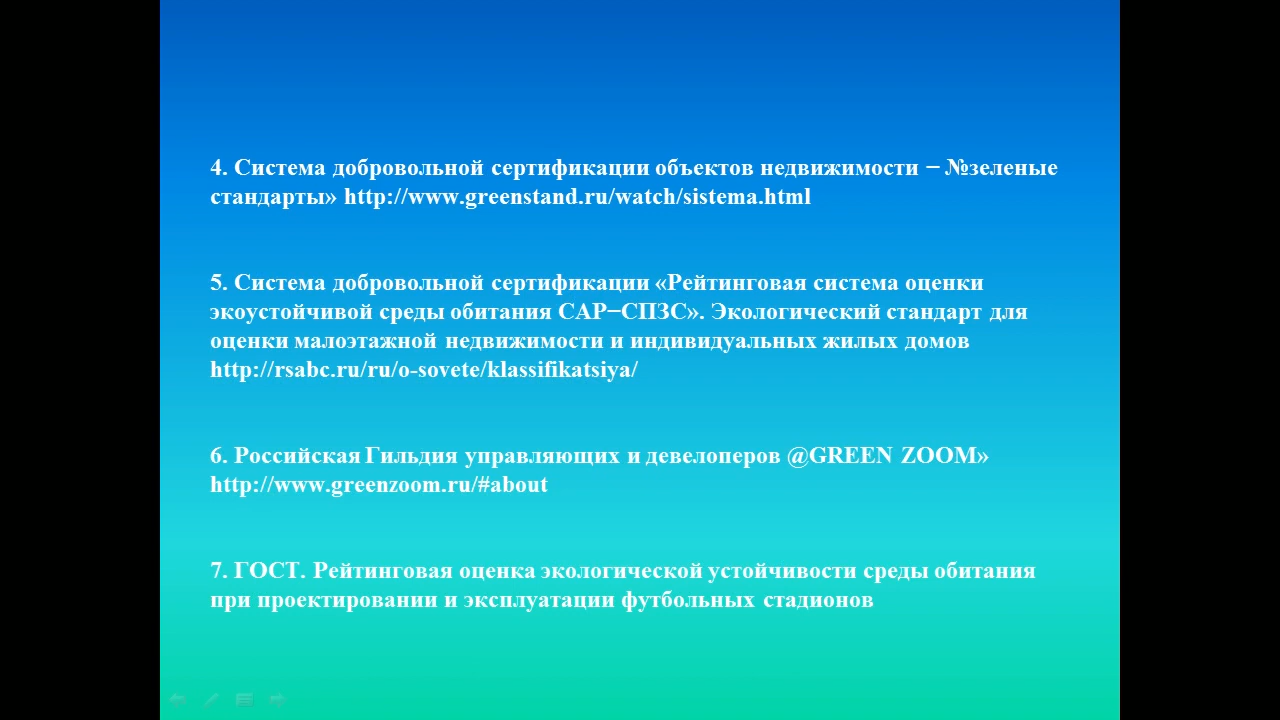 4. Система добровольной сертификации объектов недвижимости − №зеленые
стандарты» http://www.greenstand.ru/watch/sistema.html
5. Система добровольной сертификации «Рейтинговая система оценки
экоустойчивой среды обитания САР−СПЗС». Экологический стандарт для
оценки малоэтажной недвижимости и индивидуальных жилых домов
http://rsabc.ru/ru/o-sovete/klassifikatsiya/
6. Российская Гильдия управляющих и девелоперов @GREEN ZOOM»
http://www.greenzoom.ru/#about
7. ГОСТ. Рейтинговая оценка экологической устойчивости среды обитания
при проектировании и эксплуатации футбольных стадионов